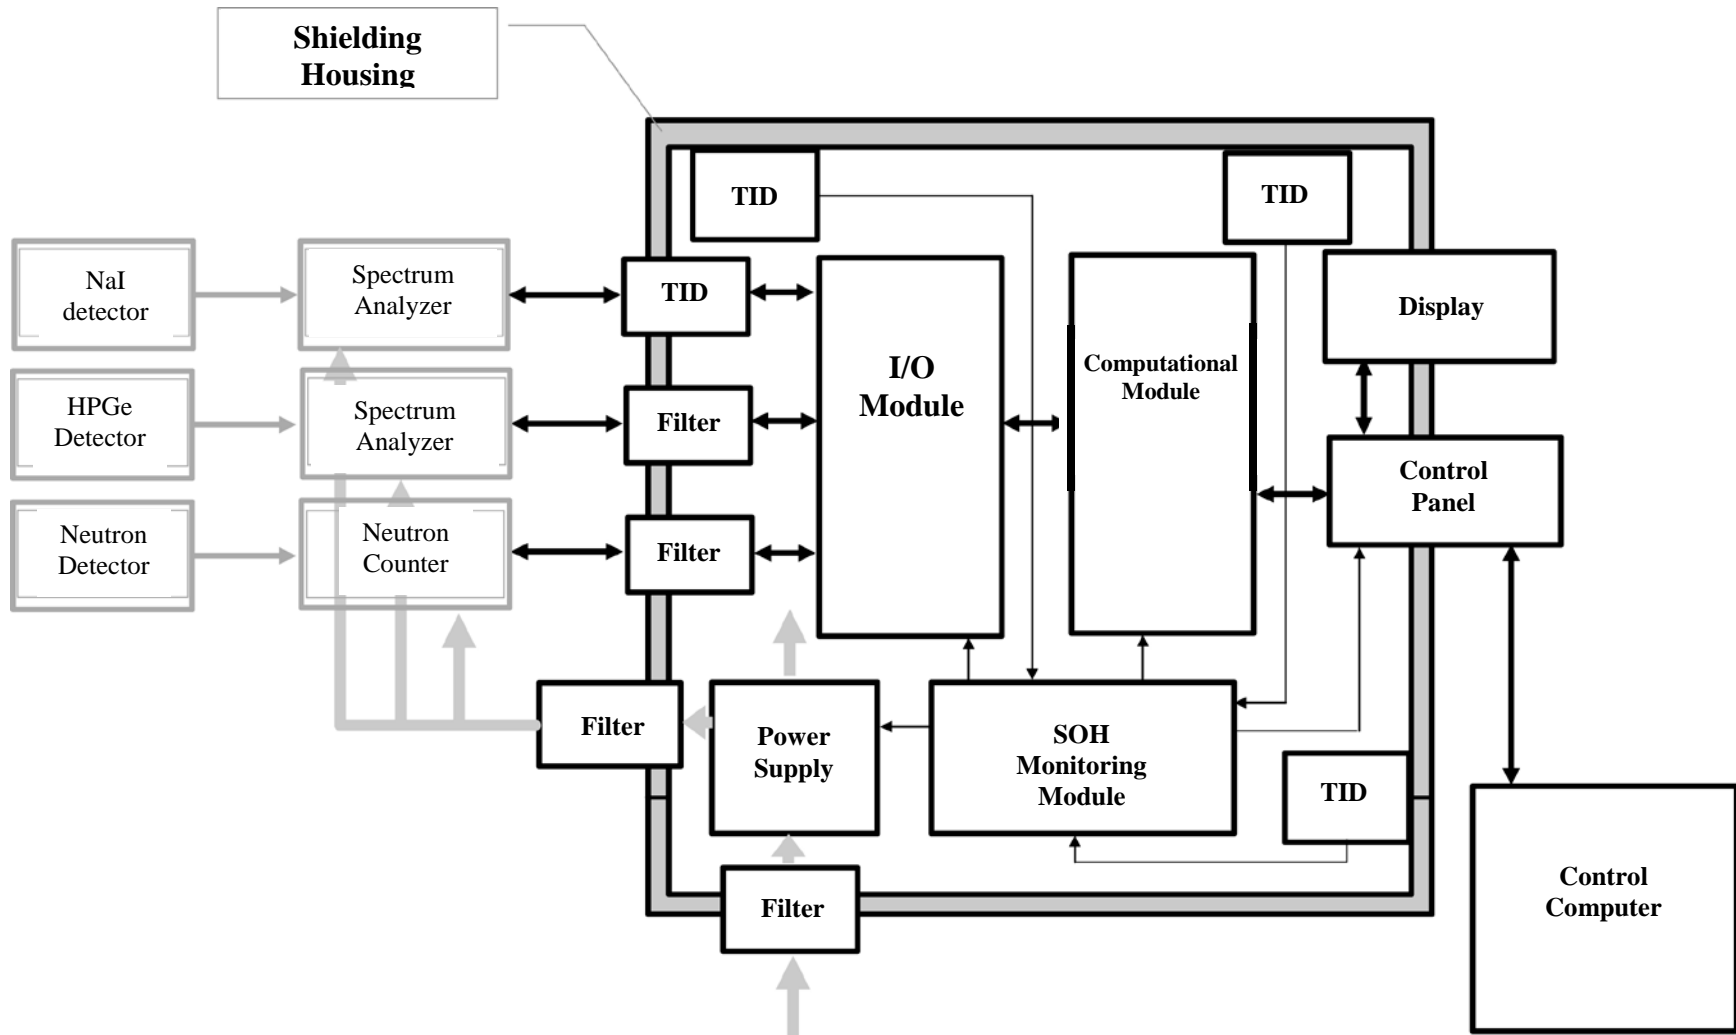 Shielding
Housing
TID
TID
NaI
detector
Spectrum
Analyzer
TID
I/O
Module
Computational
Module
Display
HPGe
Detector
Spectrum
Analyzer
Filter
Control
Panel
Neutron
Detector
Neutron
Counter
Filter
Filter
Power
Supply
SOH
Monitoring
Module
TID
Filter
Control
Computer